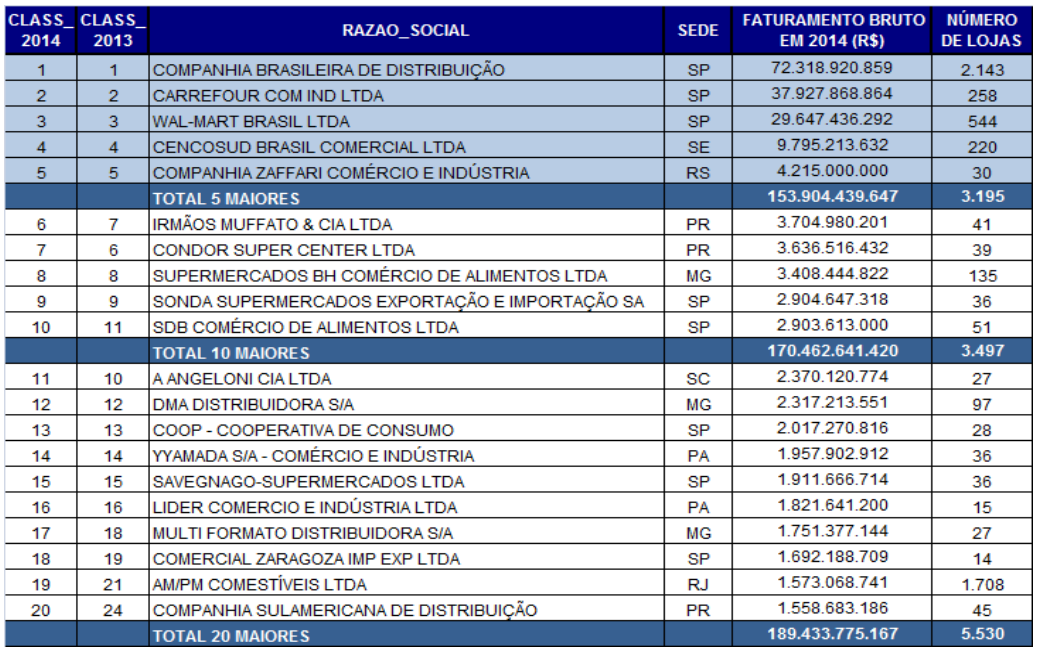 CLASS_2014 CLASS_2013 RAZAO_SOCIAL SEDE FATURAMENTO BRUTO EM 2014 (R$) NÚMERO DE LOJAS
1 1 COMPANHIA BRASILEIRA DE DISTRIBUIÇÃO SP 72.318.920.859 2.143
2 2 CARREFOUR COM IND LTDA SP 37.927.868.864 258
3 3 WAL-MART BRASIL LTDA SP 29.647.436.292 544
4 4 CENCOSUD BRASIL COMERCIAL LTDA SE 9.795.213.632 220
5 5 COMPANHIA ZAFFARI COMÉRCIO E INDÚSTRIA RS 4.215.000.000 30
TOTAL 5 MAIORES 153.904.439.647 3.195
6 7 IRMÃOS MUFFATO & CIA LTDA PR 3.704.980.201 41
7 6 CONDOR SUPER CENTER LTDA PR 3.636.516.432 39
8 8 SUPERMERCADOS BH COMÉRCIO DE ALIMENTOS LTDA MG 3.408.444.822 135
9 9 SONDA SUPERMERCADOS EXPORTAÇÃO E IMPORTAÇÃO SA SP 2.904.647.318 36
10 11 SDB COMÉRCIO DE ALIMENTOS LTDA SP 2.903.613.000 51
TOTAL 10 MAIORES 170.462.641.420 3.497
11 10 A ANGELONI CIA LTDA SC 2.370.120.774 27
12 12 DMA DISTRIBUIDORA S/A MG 2.317.213.551 97
13 13 COOP - COOPERATIVA DE CONSUMO SP 2.017.270.816 28
14 14 YYAMADA S/A - COMÉRCIO E INDÚSTRIA PA 1.957.902.912 36
15 15 SAVEGNAGO-SUPERMERCADOS LTDA SP 1.911.666.714 36
16 16 LIDER COMERCIO E INDÚSTRIA LTDA PA 1.821.641.200 15
17 18 MULTI FORMATO DISTRIBUIDORA S/A MG 1.751.377.144 27
18 19 COMERCIAL ZARAGOZA IMP EXP LTDA SP 1.692.188.709 14
19 21 AM/PM COMESTÍVEIS LTDA RJ 1.573.068.741 1.708
20 24 COMPANHIA SULAMERICANA DE DISTRIBUIÇÃO PR 1.558.683.186 45
TOTAL 20 MAIORES 189.433.775.167 5.530